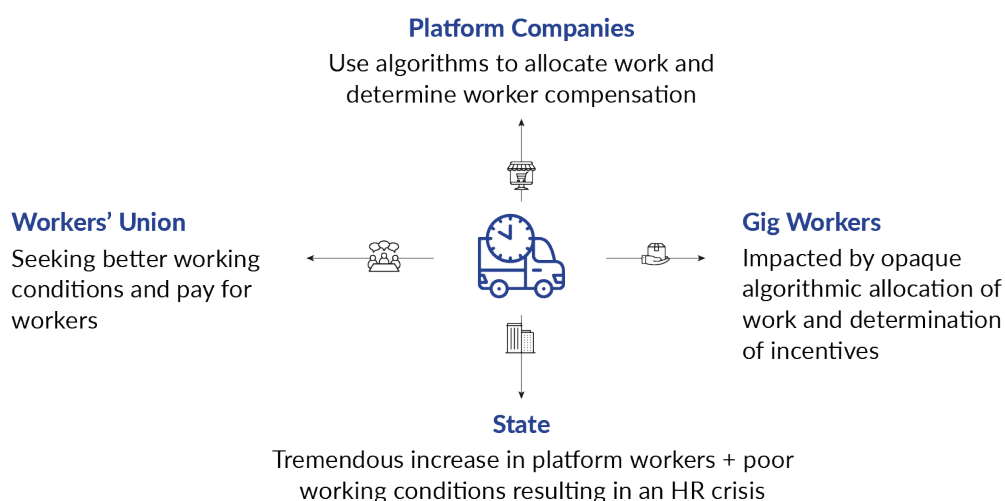 Platform Companies
Use algorithms to allocate work and
determine worker compensation
Workers’ Union
Seeking better working
conditions and pay for
workers
Gig Workers
Impacted by opaque
algorithmic allocation of
work and determination
of incentives
State
Tremendous increase in platform workers + poor
working conditions resulting in an HR crisis